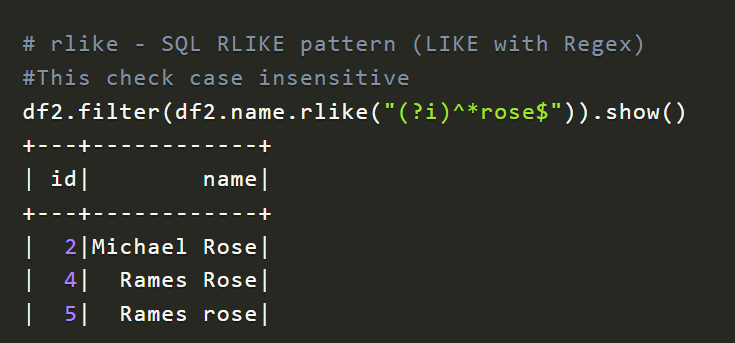 # rlike - SQL RLIKE pattern (LIKE with Regex)
#This check case insensitive
df2.filter(df2.name.rlike("(?i)^*rose$")).show()
+---+------------+
| id|        name|
+---+------------+
|  2|Michael Rose|
|  4|  Rames Rose|
|  5|  Rames rose|